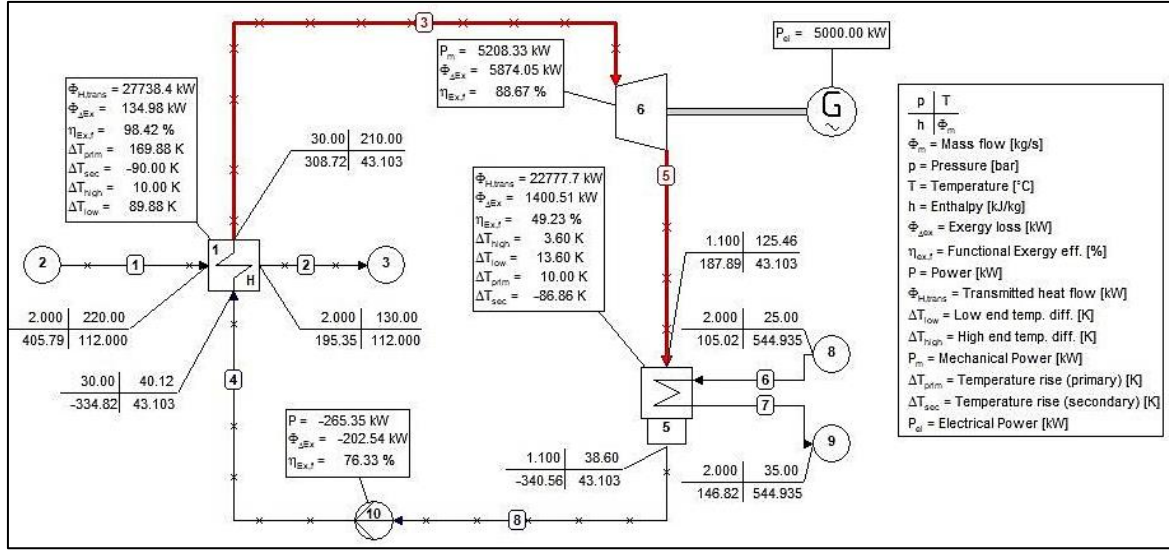 3
P_el = 5000.00 kW
P_m = 5208.33 kW
Φ_ΔEx = 5874.05 kW
η_Ex,f = 88.67 %
6
G
~
Φ_H,trans = 27738.4 kW
Φ_ΔEx = 134.98 kW
η_Ex,f = 98.42 %
ΔT_prim = 169.88 K
ΔT_sec = -90.00 K
ΔT_high = 10.00 K
ΔT_low = 89.88 K
30.00 210.00
308.72 43.103
p T
h Φ_m
Φ_m = Mass flow [kg/s]
p = Pressure [bar]
T = Temperature [°C]
h = Enthalpy [kJ/kg]
Φ_Δex = Exergy loss [kW]
η_ex,f = Functional Exergy eff. [%]
P = Power [kW]
Φ_H,trans = Transmitted heat flow [kW]
ΔT_low = Low end temp. diff. [K]
ΔT_high = High end temp. diff. [K]
P_m = Mechanical Power [kW]
ΔT_prim = Temperature rise (primary) [K]
ΔT_sec = Temperature rise (secondary) [K]
P_el = Electrical Power [kW]
5
Φ_H,trans = 22777.7 kW
Φ_ΔEx = 1400.51 kW
η_Ex,f = 49.23 %
ΔT_high = 3.60 K
ΔT_low = 13.60 K
ΔT_prim = 10.00 K
ΔT_sec = -86.86 K
1.100 125.46
187.89 43.103
2 1 1 H 2 3
2.000 220.00
405.79 112.000
2.000 130.00
195.35 112.000
2.000 25.00
105.02 544.935
8
6
7
5
9
30.00 40.12
-334.82 43.103
4
P = -265.35 kW
Φ_ΔEx = -202.54 kW
η_Ex,f = 76.33 %
1.100 38.60
-340.56 43.103
2.000 35.00
146.82 544.935
10
8